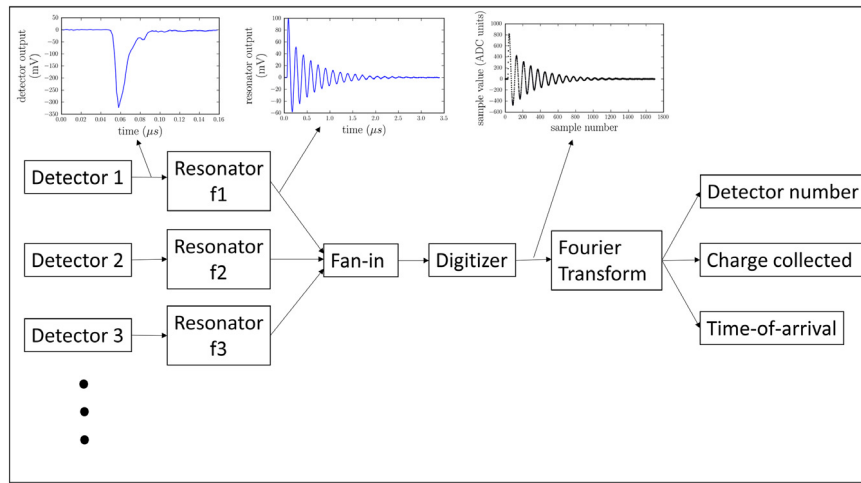 detector output
(mV)
0
−50
−100
−150
−200
−250
−300
−350
0.00 0.02 0.04 0.06 0.08 0.10 0.12 0.14 0.16
time (μs)
resonator output
(mV)
100
80
60
40
20
0
−20
−40
−60
0.0 0.5 1.0 1.5 2.0 2.5 3.0 3.5
time (μs)
sample value (ADC units)
1000
800
600
400
200
0
−200
−400
−600
0 200 400 600 800 1000 1200 1400 1600 1800
sample number
Detector 1
Resonator
f1
Detector number
Detector 2
Resonator
f2
Fan-in
Digitizer
Fourier
Transform
Charge collected
Detector 3
Resonator
f3
Time-of-arrival